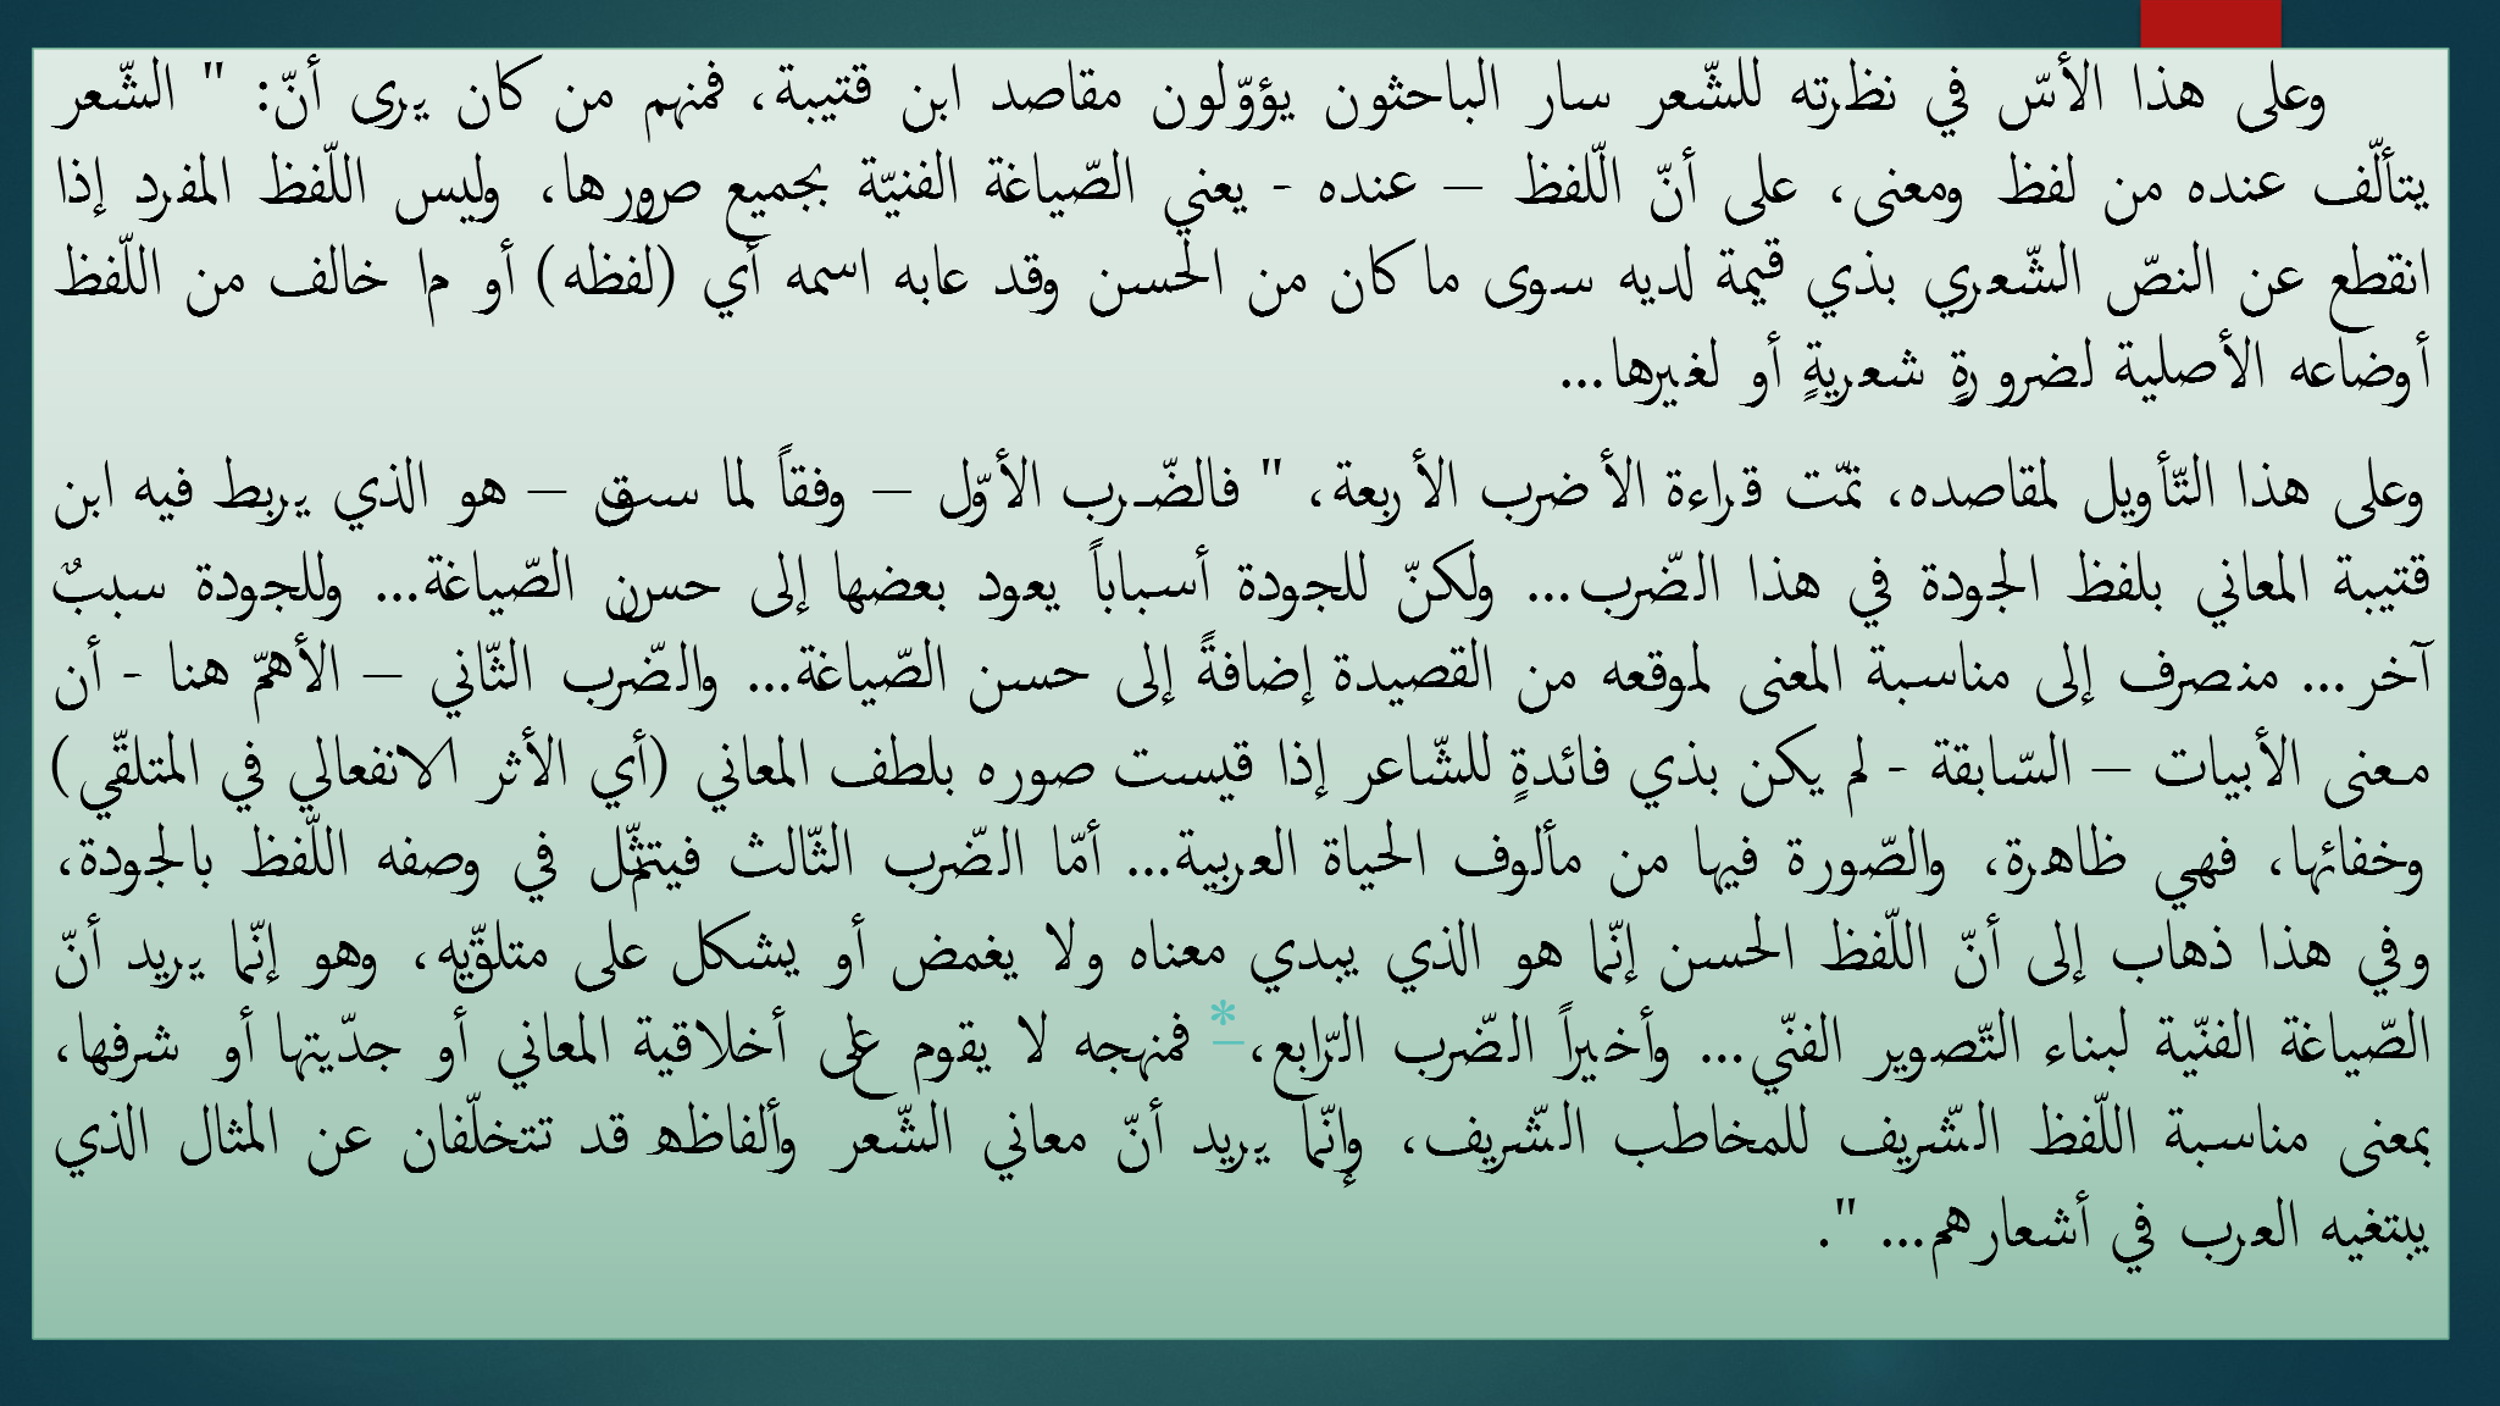 وعلى هذا الأسّ في نظرته للشّعر سار الباحثون يؤوّلون مقاصد ابن قتيبة، فمنهم من كان يرى أنّ: " الشّعر
يتألّف عنده من لفظ ومعنى، على أنّ الّلفظ – عنده - يعني الصّياغة الفنيّة بجميع صرورها، وليس اللّفظ المفرد إذا
انقطع عن النصّ الشّعري بذي قيمة لديه سوى ما كان من الحسن وقد عابه اسمه أي (لفظه) أو ما خالف من اللّفظ
أوضاعه الأصلية لضرورةٍ شعريةٍ أو لغيرها...
وعلى هذا التّأويل لمقاصده، تمّت قراءة الأضرب الأربعة، " فالضّرب الأوّل – وفقاً لما سبق – هو الذي يربط فيه ابن
قتيبة المعاني بلفظ الجودة في هذا الضّرب... ولكنّ للجودة أسباباً يعود بعضها إلى حسن الصّياغة... وللجودة سببٌ
آخر... منصرف إلى مناسبة المعنى لموقعه من القصيدة إضافةً إلى حسن الصّياغة... والضّرب الثّاني – الأهمّ هنا - أن
معنى الأبيات – السّابقة - لم يكن بذي فائدةٍ للشّاعر إذا قيست صوره بلطف المعاني (أي الأثر الانفعالي في المتلقّي)
وخفائها، فهي ظاهرة، والصّورة فيها من مألوف الحياة العربية... أمّا الضّرب الثّالث فيتمثّل في وصفه اللّفظ بالجودة،
وفي هذا ذهاب إلى أنّ اللّفظ الحسن إنّما هو الذي يبدي معناه ولا يغمض أو يشكل على متلقّيه، وهو إنّما يريد أنّ
الصّياغة الفنّية لبناء التّصوير الفنّي... وأخيراً الضّرب الرّابع،* فمنهجه لا يقوم على أخلاقية المعاني أو جدّيتها أو شرفها،
بمعنى مناسبة اللّفظ الشّريف للمخاطب الشّريف، وإنّما يريد أنّ معاني الشّعر وألفاظه قد تتخلّفان عن المثال الذي
يبتغيه العرب في أشعارهم... ".